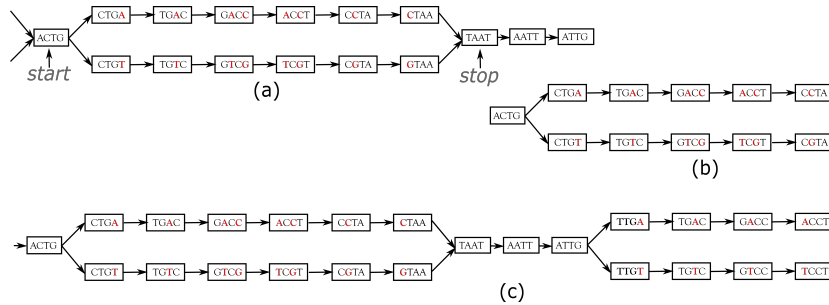 CTGA TGAC GACC ACCT CCTA CTAA
ACTG TAAT AATT ATTG
CTGT TGTC GTCG TCGT CGTA GTAA
start stop
(a)
CTGA TGAC GACC ACCT CCTA
ACTG
CTGT TGTC GTCG TCGT CGTA
(b)
CTGA TGAC GACC ACCT CCTA CTAA TTGA TGAC GACC ACCT
ACTG TAAT AATT ATTG
CTGT TGTC GTCG TCGT CGTA GTAA TTGT TGTC GTCC TCCT
(c)